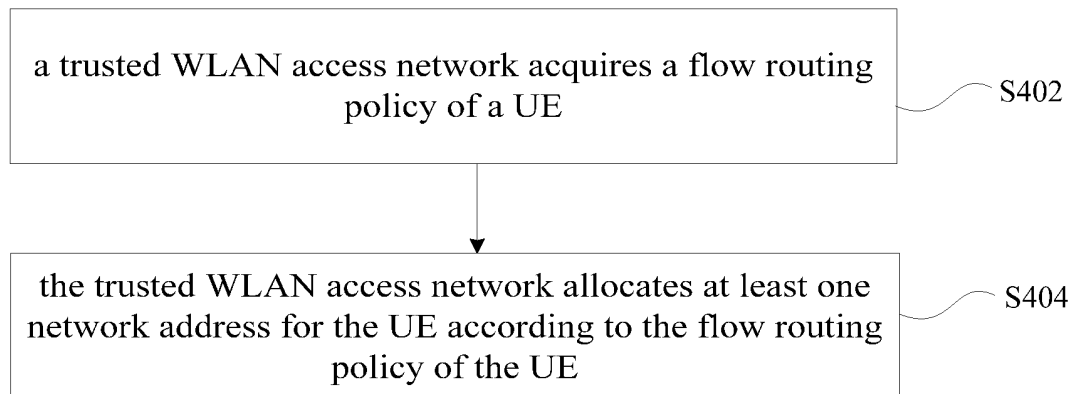 a trusted WLAN access network acquires a flow routing
policy of a UE
S402
the trusted WLAN access network allocates at least one
network address for the UE according to the flow routing
policy of the UE
S404